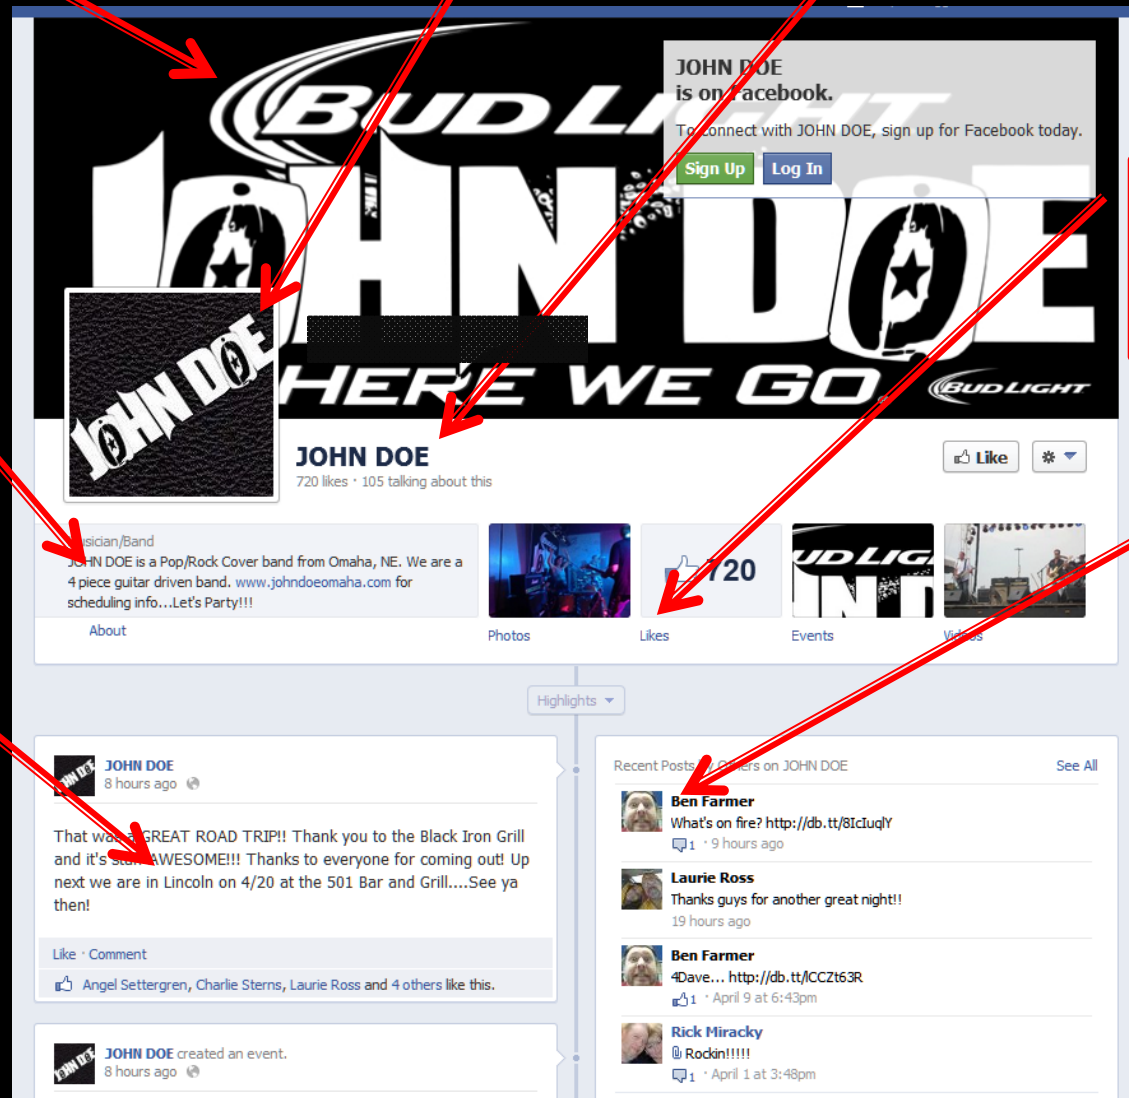 BUD LIGHT
JOHN DOE
HERE WE GO.
BUD LIGHT
JOHN DOE
is on Facebook.
To connect with JOHN DOE, sign up for Facebook today.
Sign Up
Log In
JOHN DOE
JOHN DOE
720 likes · 105 talking about this
Like
Musician/Band
JOHN DOE is a Pop/Rock Cover band from Omaha, NE. We are a
4 piece guitar driven band. www.johndoeomaha.com for
scheduling info...Let's Party!!!
About
Photos
720
Likes
UD LIG
Events
Videos
Highlights
JOHN DOE
8 hours ago
That was a GREAT ROAD TRIP!! Thank you to the Black Iron Grill
and it's staff AWESOME!!! Thanks to everyone for coming out! Up
next we are in Lincoln on 4/20 at the 501 Bar and Grill....See ya
then!
Like · Comment
Angel Settergren, Charlie Sterns, Laurie Ross and 4 others like this.
JOHN DOE created an event.
8 hours ago
Recent Posts by Others on JOHN DOE
See All
Ben Farmer
What's on fire? http://db.tt/8IcIuqlY
1 · 9 hours ago
Laurie Ross
Thanks guys for another great night!!
19 hours ago
Ben Farmer
4Dave... http://db.tt/lCCZt63R
1 · April 9 at 6:43pm
Rick Miracky
Rockin!!!!!
1 · April 1 at 3:48pm